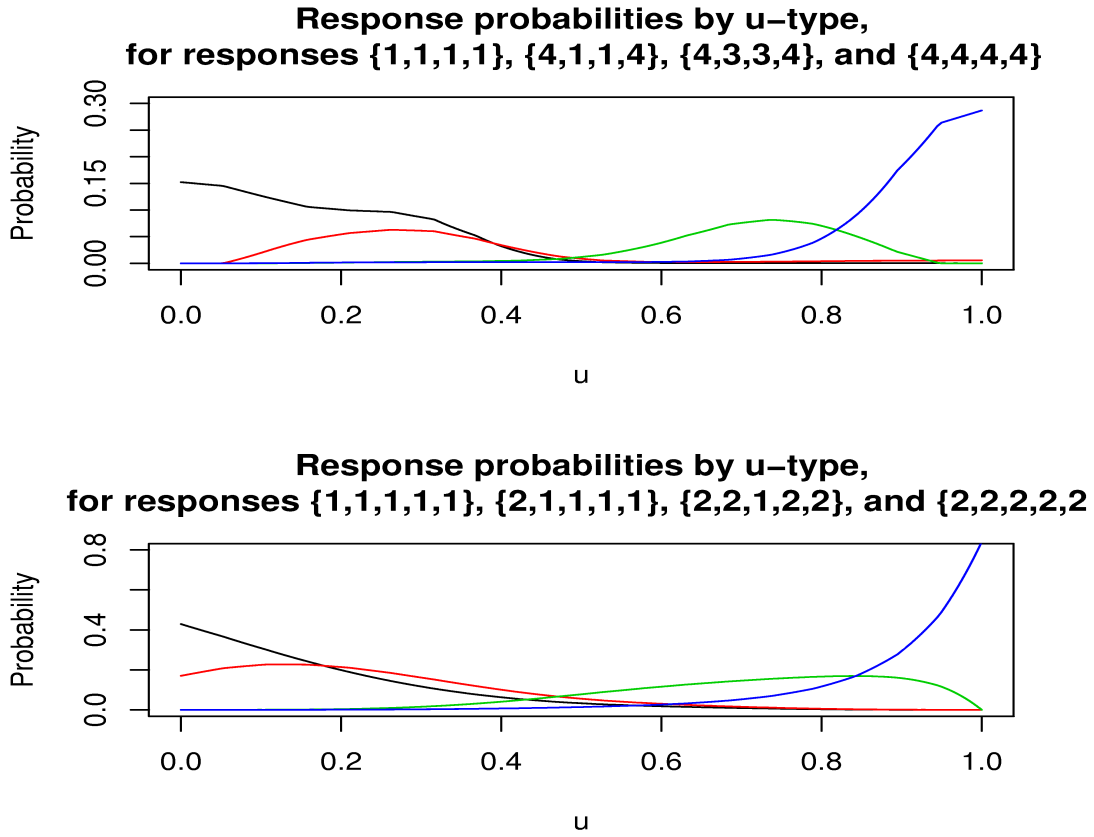 Response probabilities by u−type,
for responses {1,1,1,1}, {4,1,1,4}, {4,3,3,4}, and {4,4,4,4}
Probability
0.30
0.15
0.00
0.0 0.2 0.4 0.6 0.8 1.0
u
Response probabilities by u−type,
for responses {1,1,1,1,1}, {2,1,1,1,1}, {2,2,1,2,2}, and {2,2,2,2,2
Probability
0.8
0.4
0.0
0.0 0.2 0.4 0.6 0.8 1.0
u